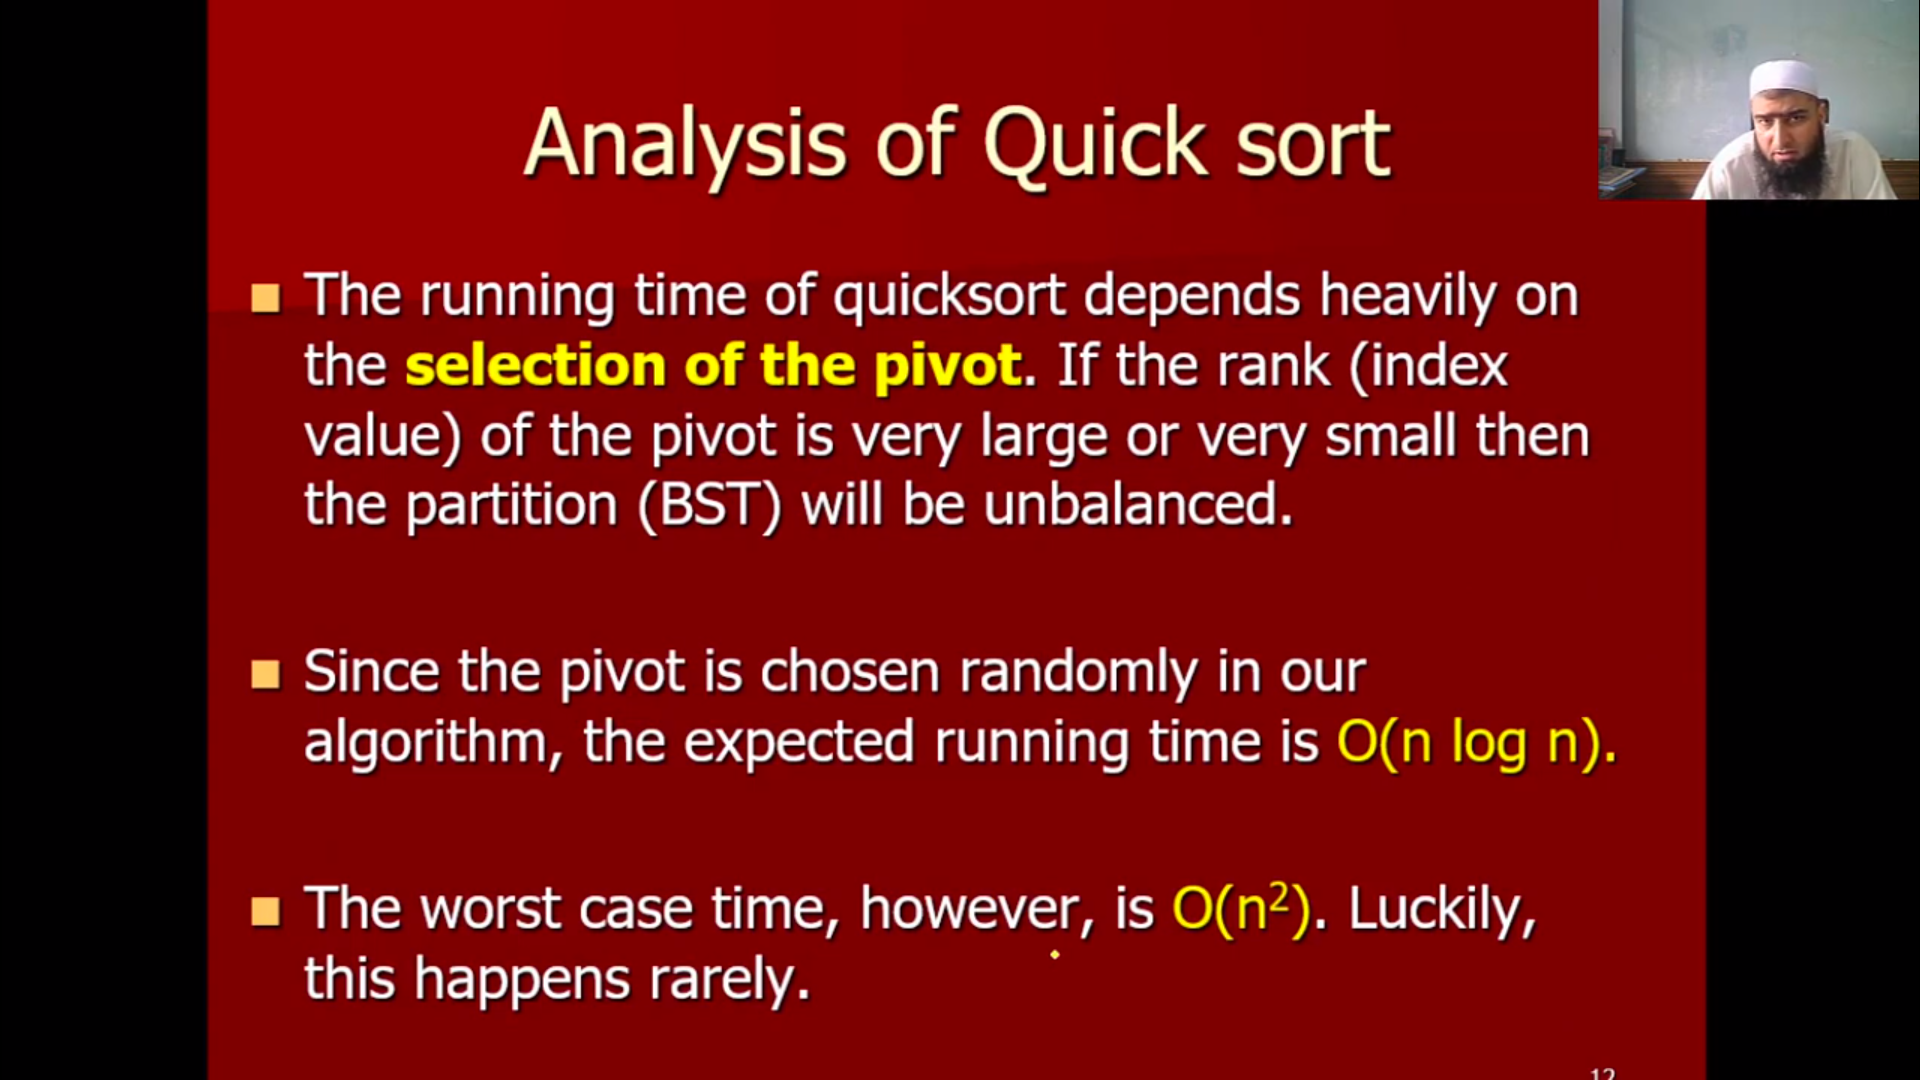 Analysis of Quick sort
The running time of quicksort depends heavily on
the selection of the pivot. If the rank (index
value) of the pivot is very large or very small then
the partition (BST) will be unbalanced.
Since the pivot is chosen randomly in our
algorithm, the expected running time is O(n log n).
The worst case time, however, is O(n²). Luckily,
this happens rarely.
12